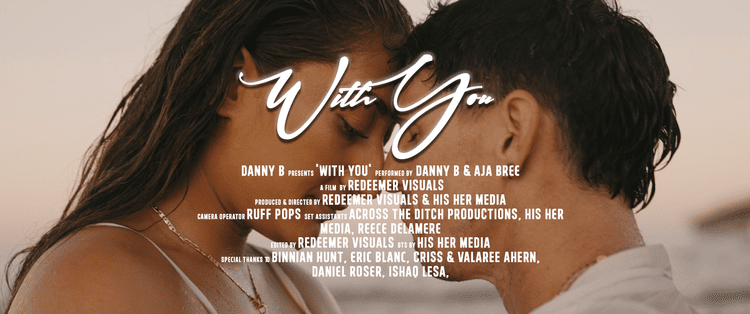 With You
DANNY B PRESENTS "WITH YOU" PERFORMED BY DANNY B & AJA BREE
A FILM BY REDEEMER VISUALS
PRODUCED & DIRECTED BY REDEEMER VISUALS & HIS HER MEDIA
CAMERA OPERATOR RUFF POPS SET ASSISTANTS ACROSS THE DITCH PRODUCTIONS, HIS HER
MEDIA, REECE DELAMERE
EDITED BY REDEEMER VISUALS BTS BY HIS HER MEDIA
SPECIAL THANKS TO BINNIAN HUNT, ERIC BLANC, CRISS & VALAREE AHERN,
DANIEL ROSER, ISHAQ LESA,